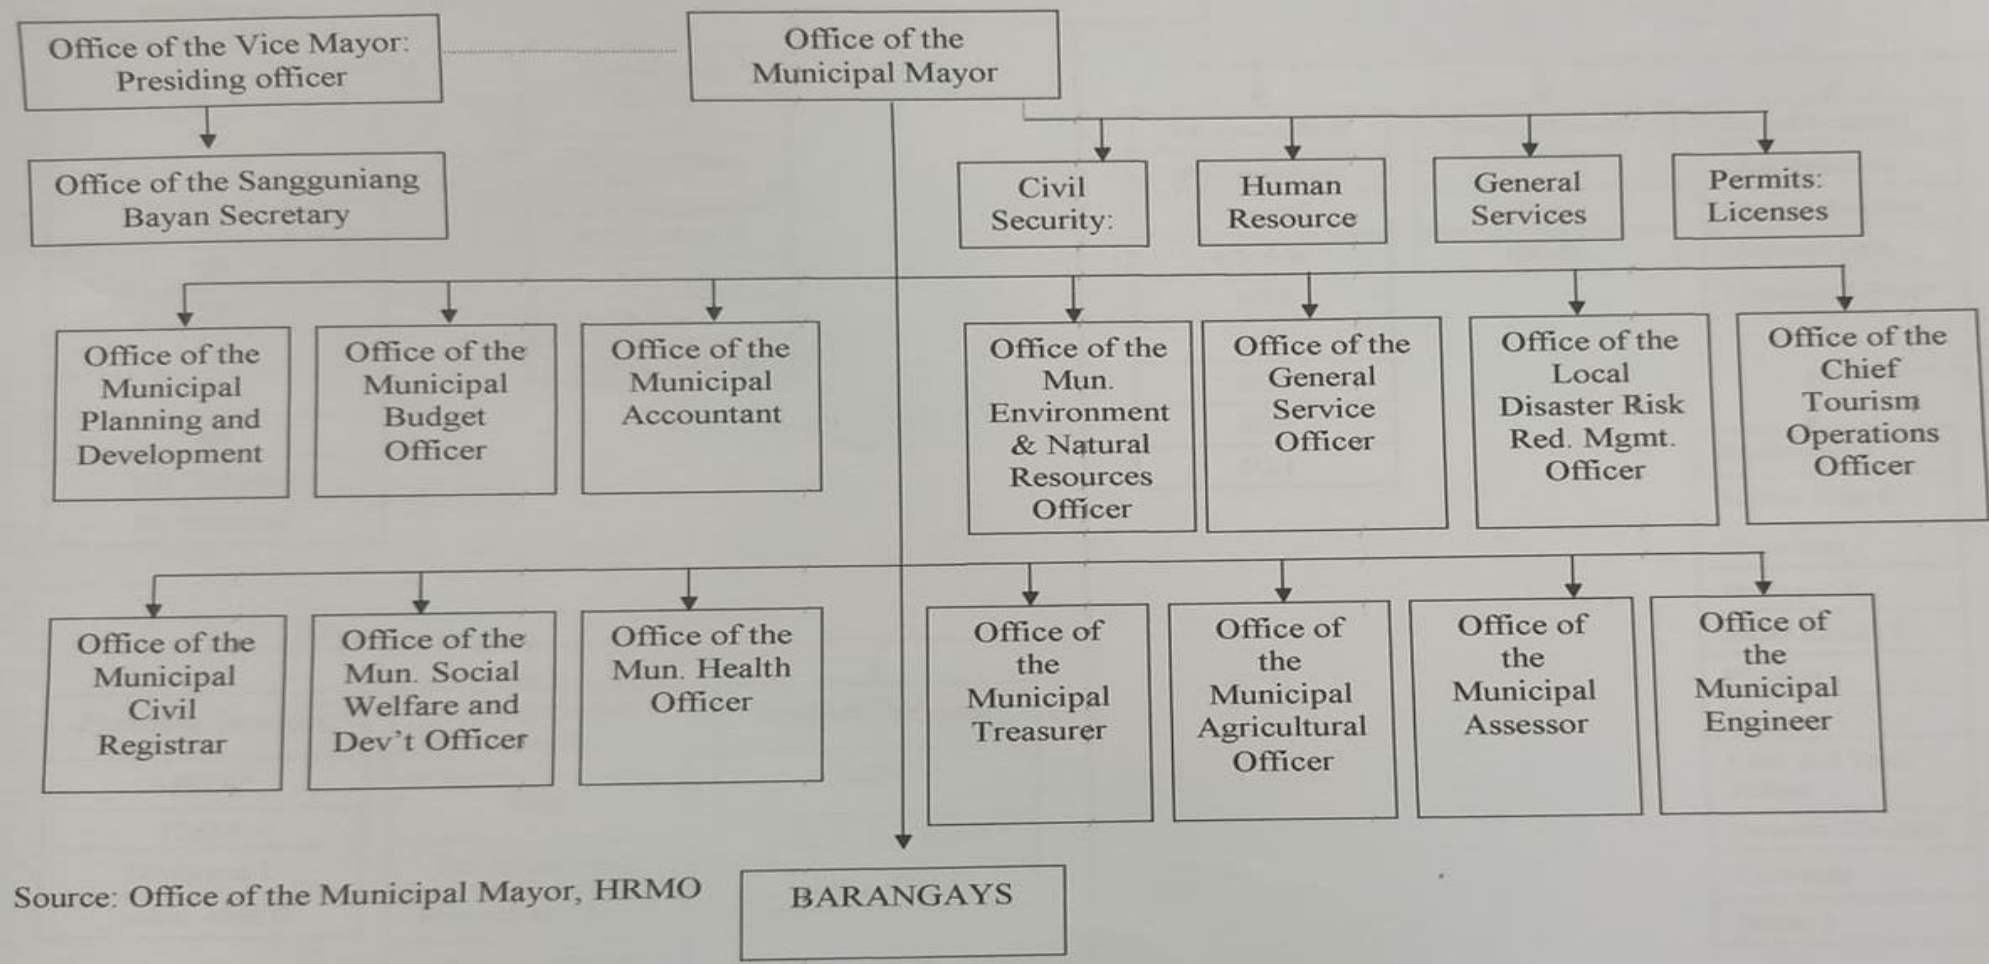 Office of the Vice Mayor:
Presiding officer
Office of the
Municipal Mayor
Office of the Sangguniang
Bayan Secretary
Civil
Security:
Human
Resource
General
Services
Permits:
Licenses
Office of the
Municipal
Planning and
Development
Office of the
Municipal
Budget
Officer
Office of the
Municipal
Accountant
Office of the
Mun.
Environment
& Natural
Resources
Officer
Office of the
General
Service
Officer
Office of the
Local
Disaster Risk
Red. Mgmt.
Officer
Office of the
Chief
Tourism
Operations
Officer
Office of the
Municipal
Civil
Registrar
Office of the
Mun. Social
Welfare and
Dev't Officer
Office of the
Mun. Health
Officer
Office of
the
Municipal
Treasurer
Office of
the
Municipal
Agricultural
Officer
Office of
the
Municipal
Assessor
Office of
the
Municipal
Engineer
Source: Office of the Municipal Mayor, HRMO
BARANGAYS